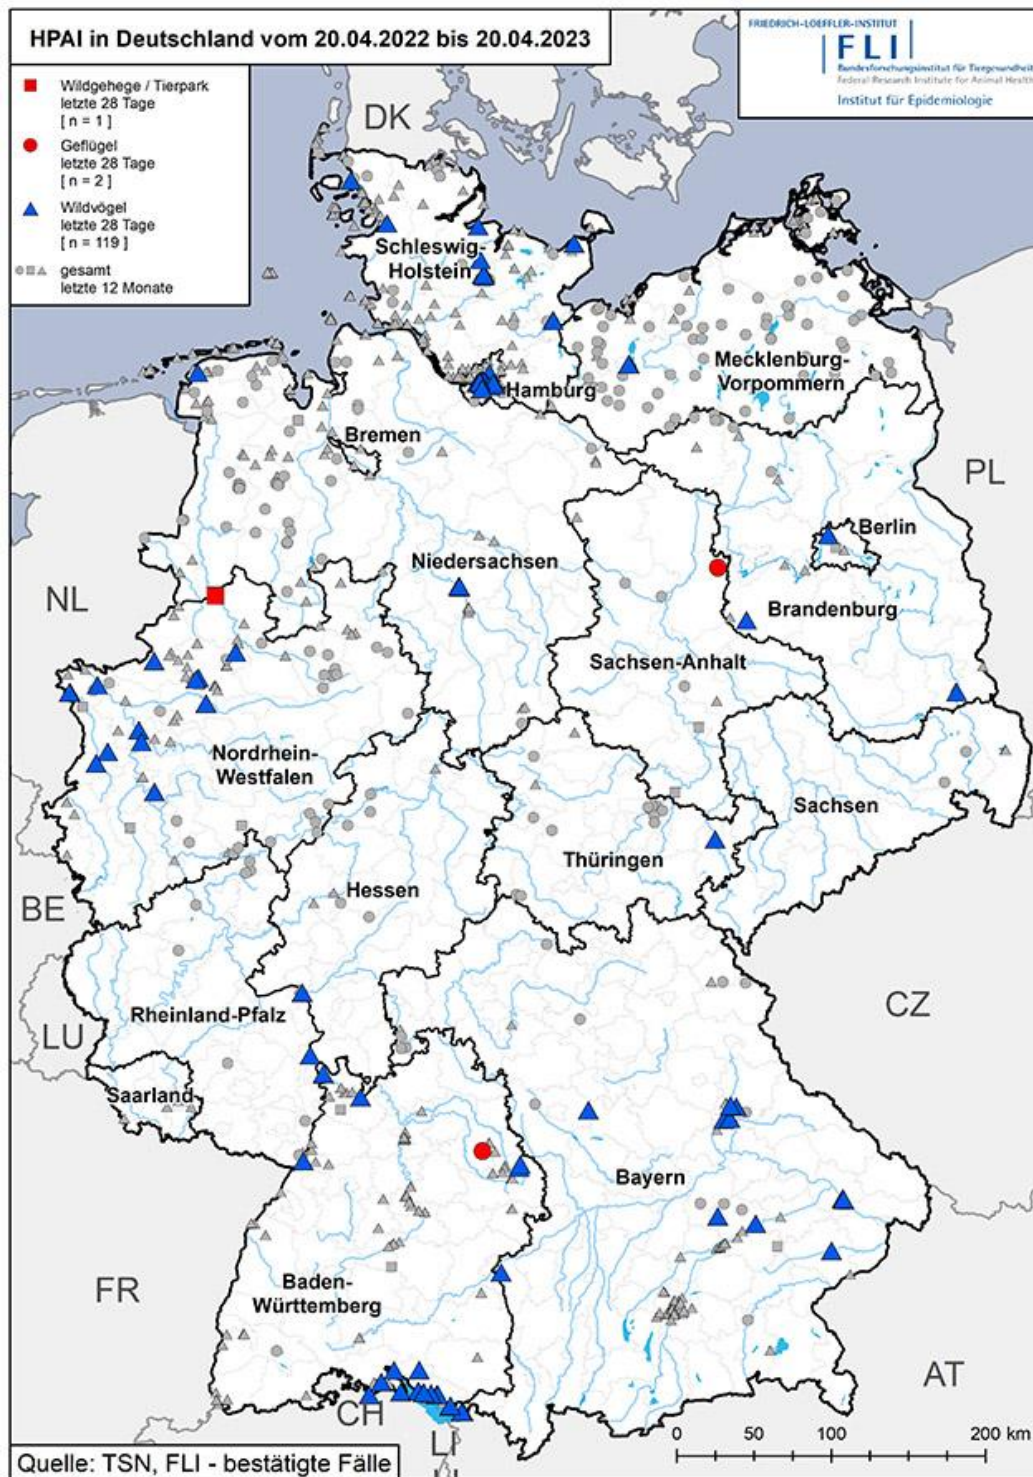 HPAI in Deutschland vom 20.04.2022 bis 20.04.2023
FRIEDRICH-LOEFFLER-INSTITUT
FLI
Bundesforschungsinstitut für Tiergesundheit
Federal Research Institute for Animal Health
Institut für Epidemiologie
Wildgehege / Tierpark
letzte 28 Tage
[ n = 1 ]
Geflügel
letzte 28 Tage
[ n = 2 ]
Wildvögel
letzte 28 Tage
[ n = 119 ]
gesamt
letzte 12 Monate
DK
Schleswig-
Holstein
Mecklenburg-
Vorpommern
Hamburg
Bremen
PL
Berlin
Niedersachsen
NL
Brandenburg
Sachsen-Anhalt
Nordrhein-
Westfalen
Sachsen
Thüringen
Hessen
BE
CZ
Rheinland-Pfalz
LU
Saarland
Bayern
FR
Baden-
Württemberg
AT
CH
LI
0 50 100 200 km
Quelle: TSN, FLI - bestätigte Fälle